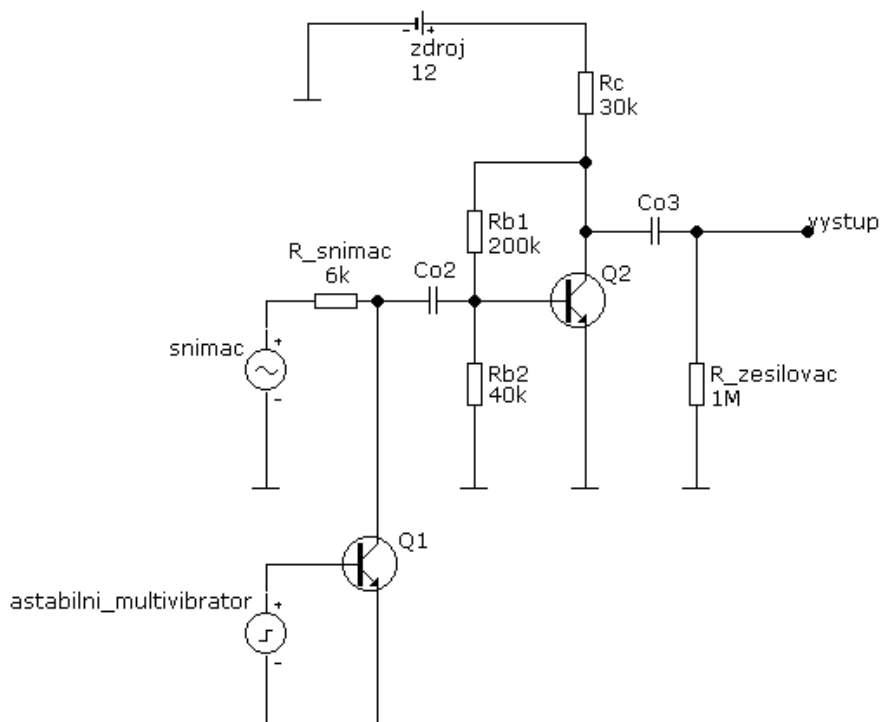 - +
zdroj
12
Rc
30k
Co3
vystup
Rb1
200k
R_snimac
6k
Co2
Q2
snimac
+
-
Rb2
40k
R_zesilovac
1M
Q1
astabilni_multivibrator
+
-